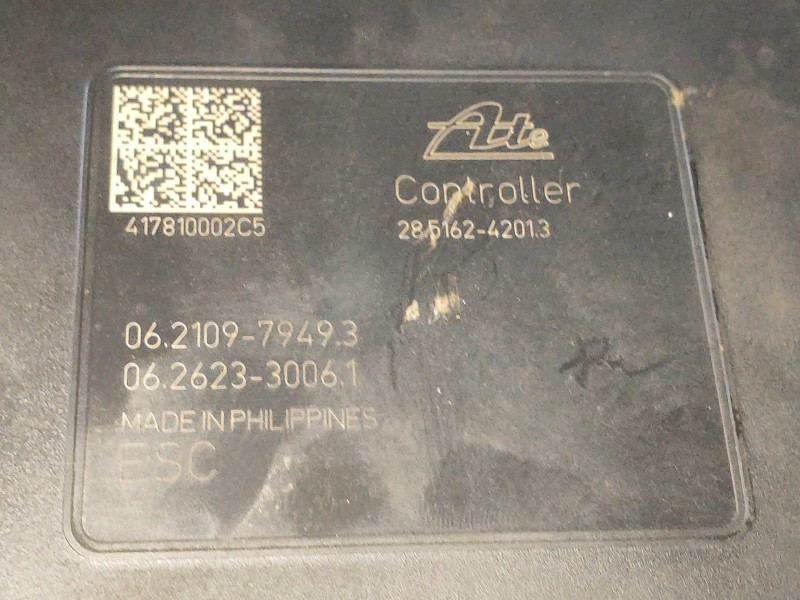 Ate
Controller
28.5162-4201.3
417810002C5
06.2109-7949.3
06.2623-3006.1
MADE IN PHILIPPINES
ESC